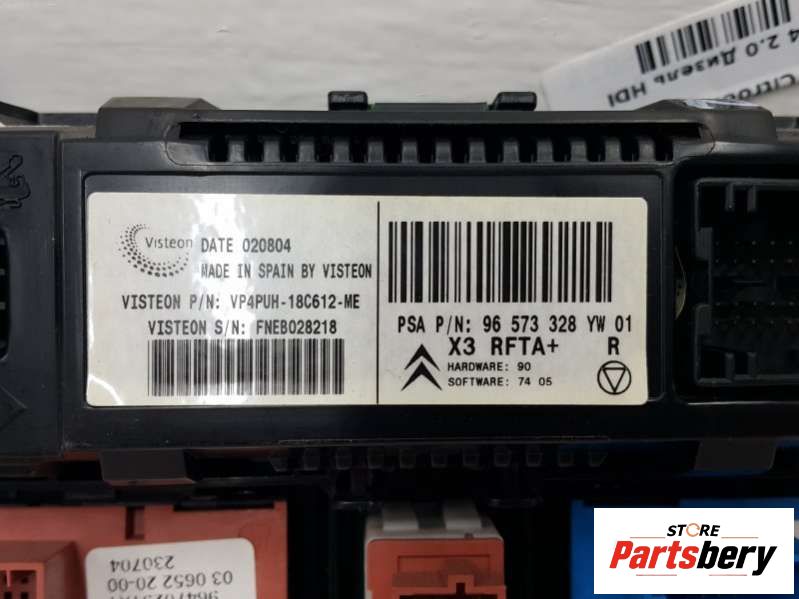 Citro
4 2.0 Дизель HDI
Visteon
DATE 020804
MADE IN SPAIN BY VISTEON
VISTEON P/N: VP4PUH-18C612-ME
VISTEON S/N: FNEBO28218
PSA P/N: 96 573 328 YW 01
X3 RFTA+ R
HARDWARE: 90
SOFTWARE: 74 05
230704
03 0652 20-00
STORE
Partsbery